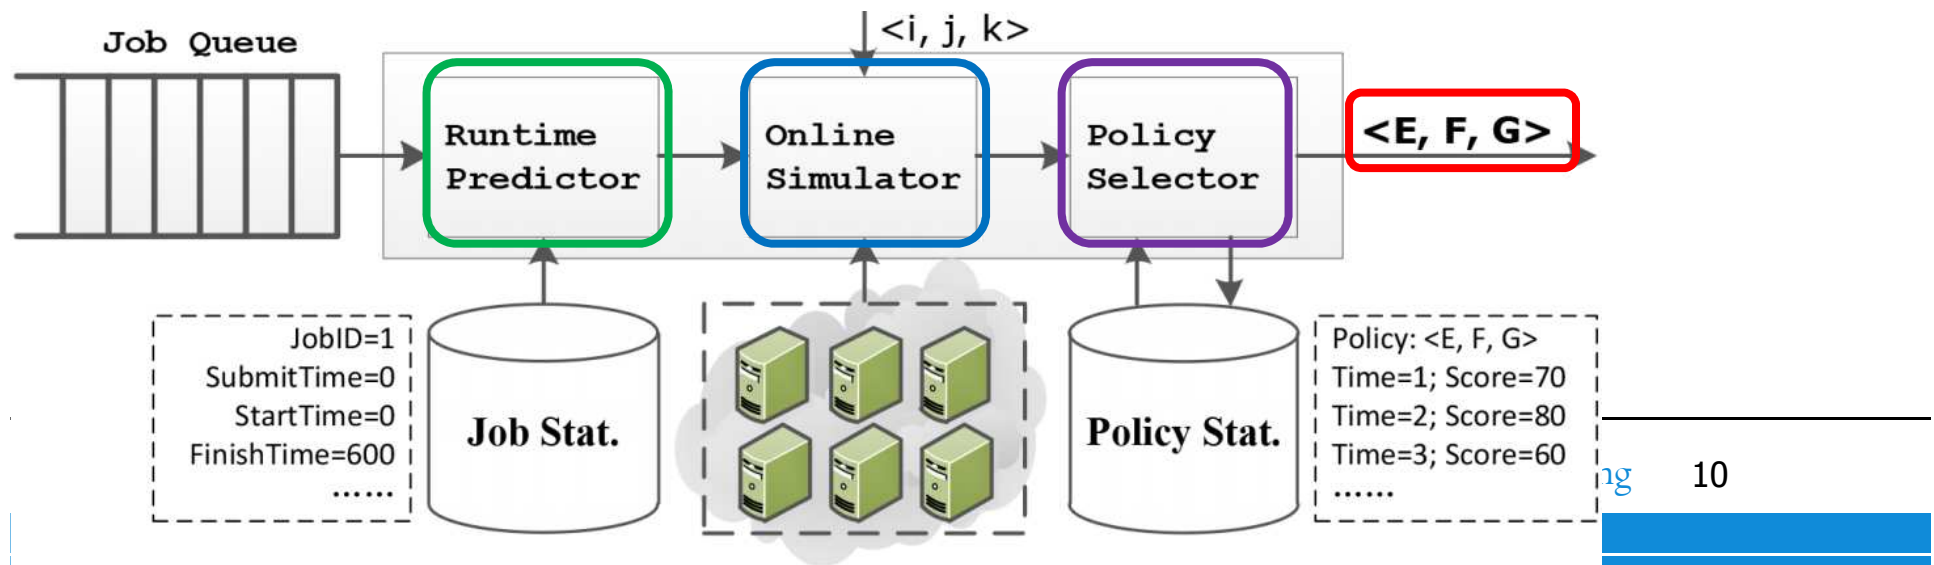 Job Queue
<i, j, k>
Runtime
Predictor
Online
Simulator
Policy
Selector
<E, F, G>
JobID=1
SubmitTime=0
StartTime=0
FinishTime=600
......
Job Stat.
Policy Stat.
Policy: <E, F, G>
Time=1; Score=70
Time=2; Score=80
Time=3; Score=60
......
10